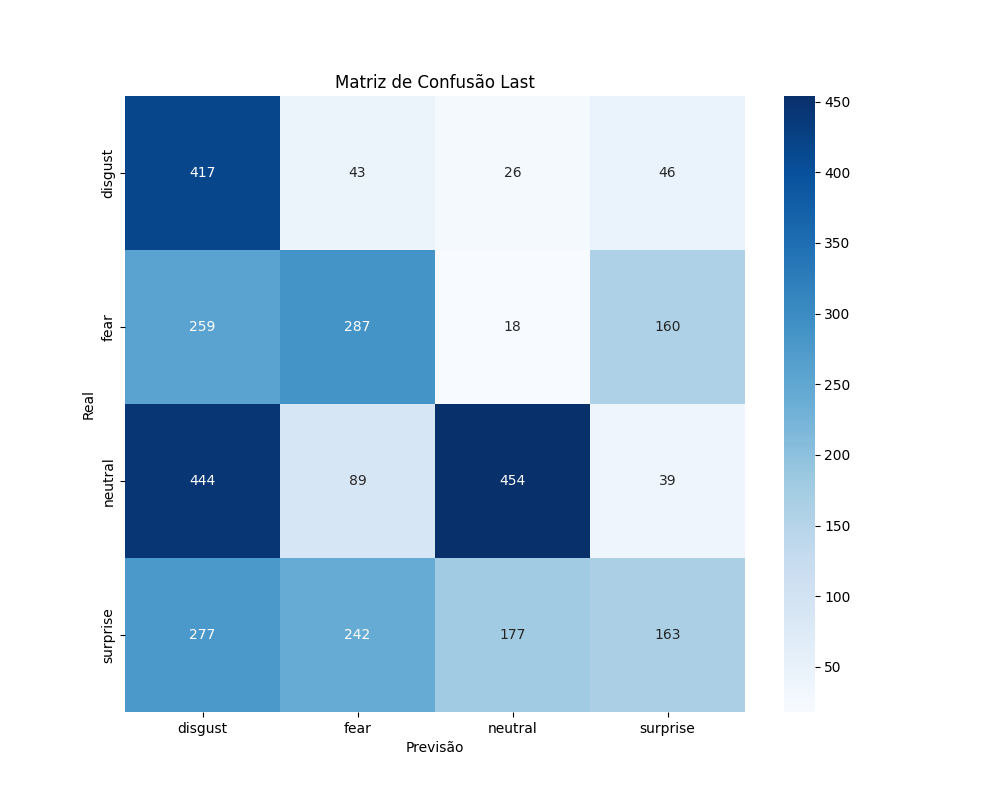 Matriz de Confusão Last
Real
disgust
417 43 26 46
fear
259 287 18 160
neutral
444 89 454 39
surprise
277 242 177 163
disgust fear neutral surprise
Previsão
450
400
350
300
250
200
150
100
50